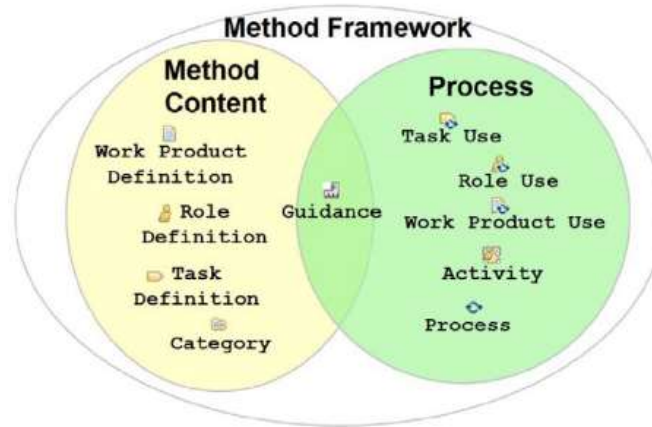 Method Framework
Method
Content
Work Product
Definition
Role
Definition
Task
Definition
Category
Guidance
Process
Task Use
Role Use
Work Product Use
Activity
Process